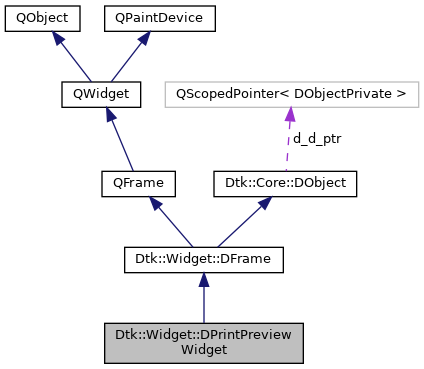 QObject
QPaintDevice
QWidget
QScopedPointer< DObjectPrivate >
d_d_ptr
QFrame
Dtk::Core::DObject
Dtk::Widget::DFrame
Dtk::Widget::DPrintPreview
Widget